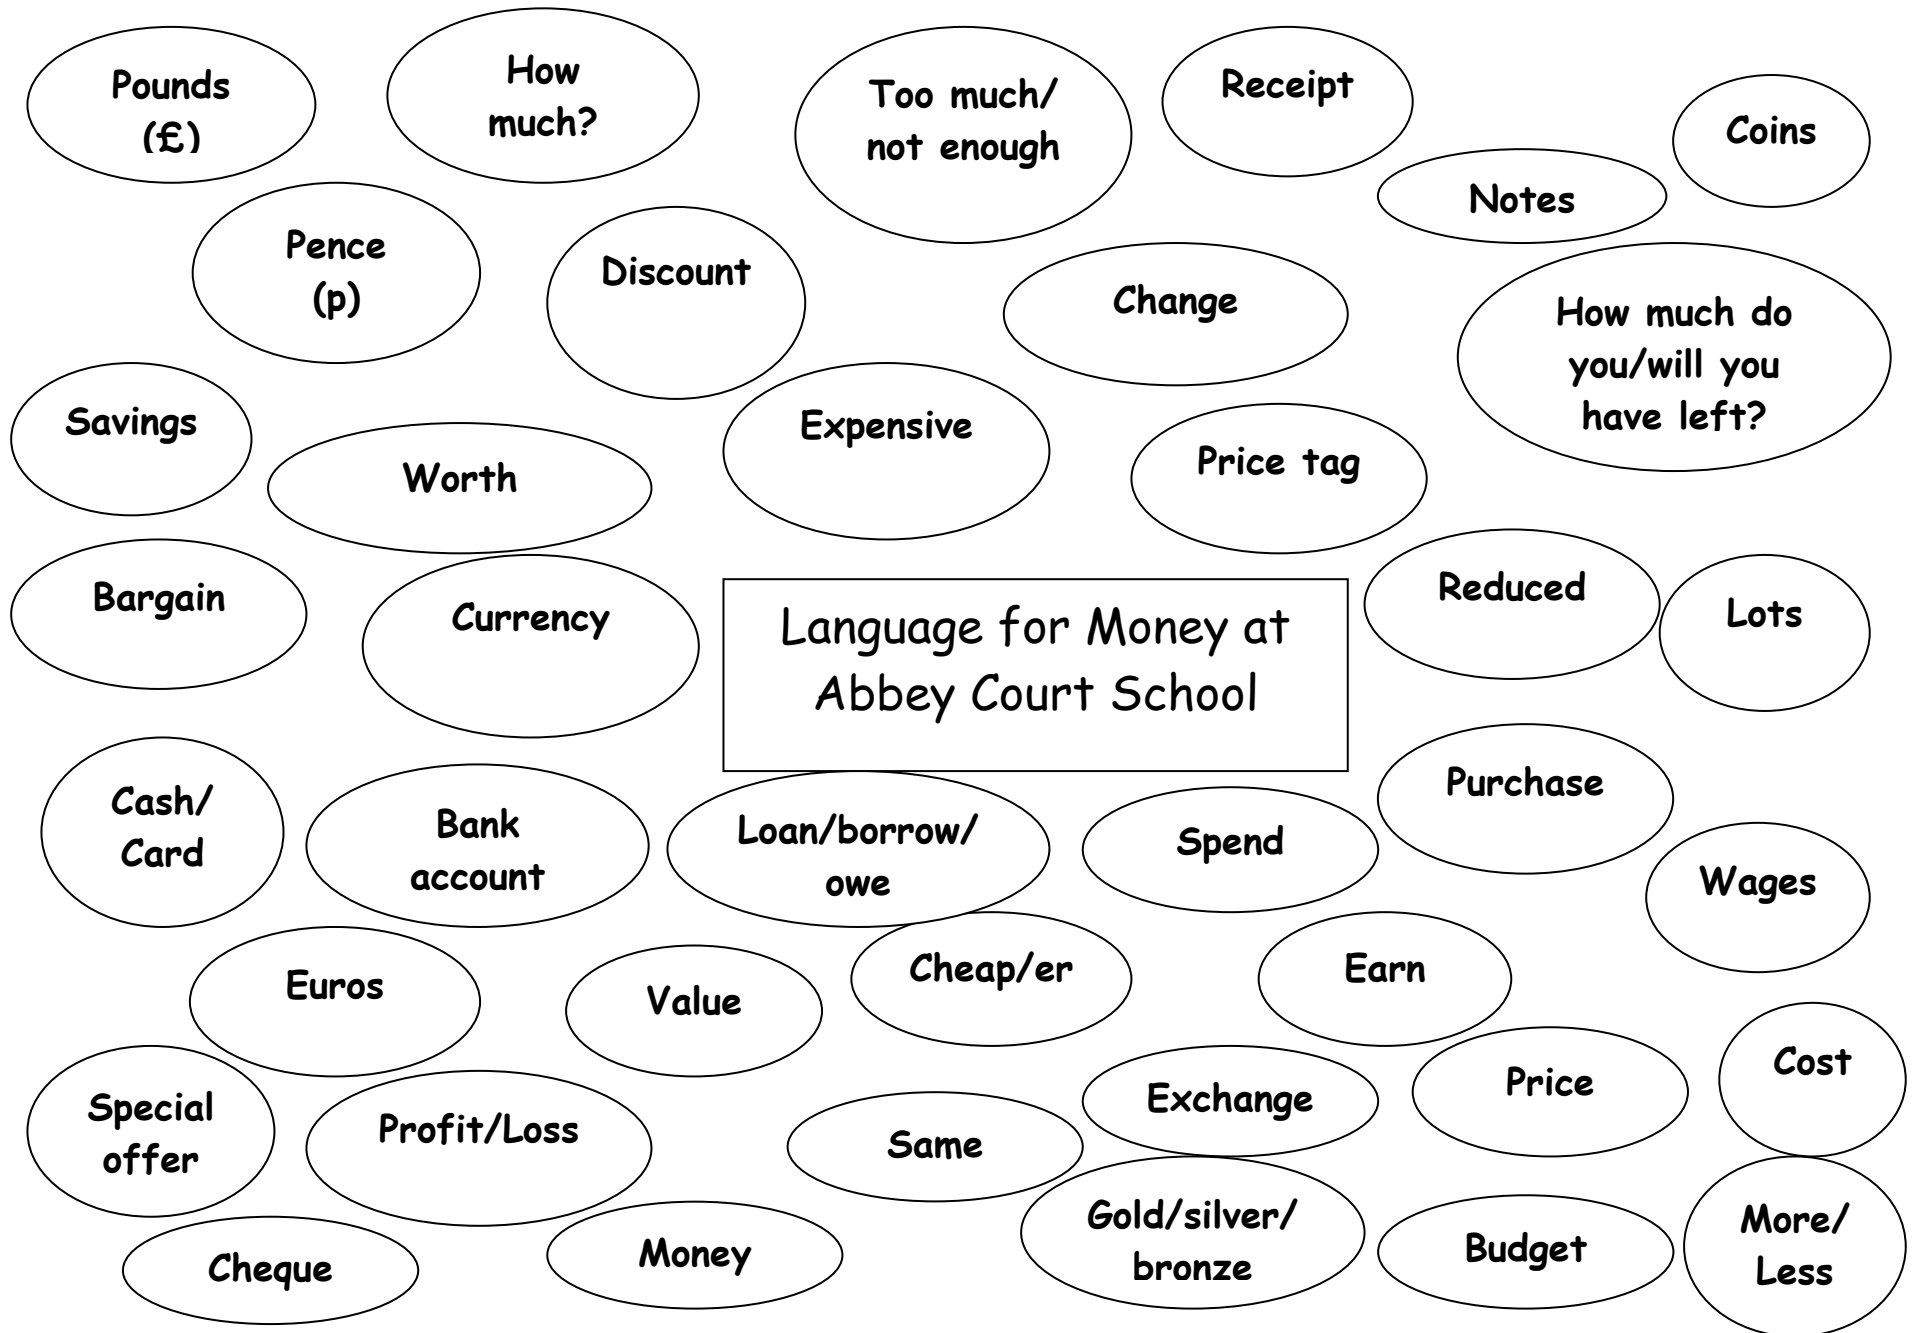 Pounds
(£)
How
much?
Too much/
not enough
Receipt
Coins
Notes
Pence
(p)
Discount
Change
How much do
you/will you
have left?
Savings
Worth
Expensive
Price tag
Bargain
Currency
Language for Money at
Abbey Court School
Reduced
Lots
Cash/
Card
Bank
account
Loan/borrow/
owe
Spend
Purchase
Wages
Euros
Value
Cheap/er
Earn
Special
offer
Profit/Loss
Same
Exchange
Price
Cost
Cheque
Money
Gold/silver/
bronze
Budget
More/
Less